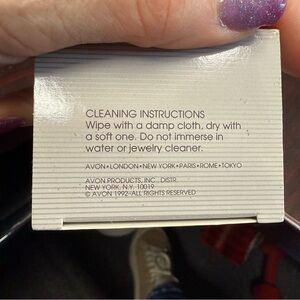 CLEANING INSTRUCTIONS
Wipe with a damp cloth, dry with
a soft one. Do not immerse in
water or jewelry cleaner.
AVON•LONDON•NEW YORK•PARIS•ROME•TOKYO
AVON PRODUCTS, INC., DISTR.
NEW YORK, N.Y. 10019
© AVON 1992-ALL RIGHTS RESERVED